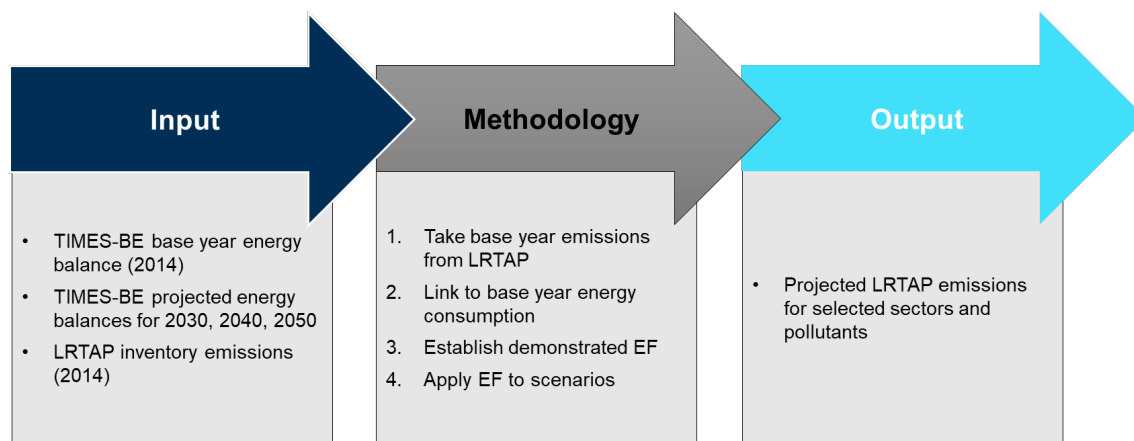 Input
• TIMES-BE base year energy
balance (2014)
• TIMES-BE projected energy
balances for 2030, 2040, 2050
• LRTAP inventory emissions
(2014)
Methodology
1. Take base year emissions
from LRTAP
2. Link to base year energy
consumption
3. Establish demonstrated EF
4. Apply EF to scenarios
Output
• Projected LRTAP emissions
for selected sectors and
pollutants